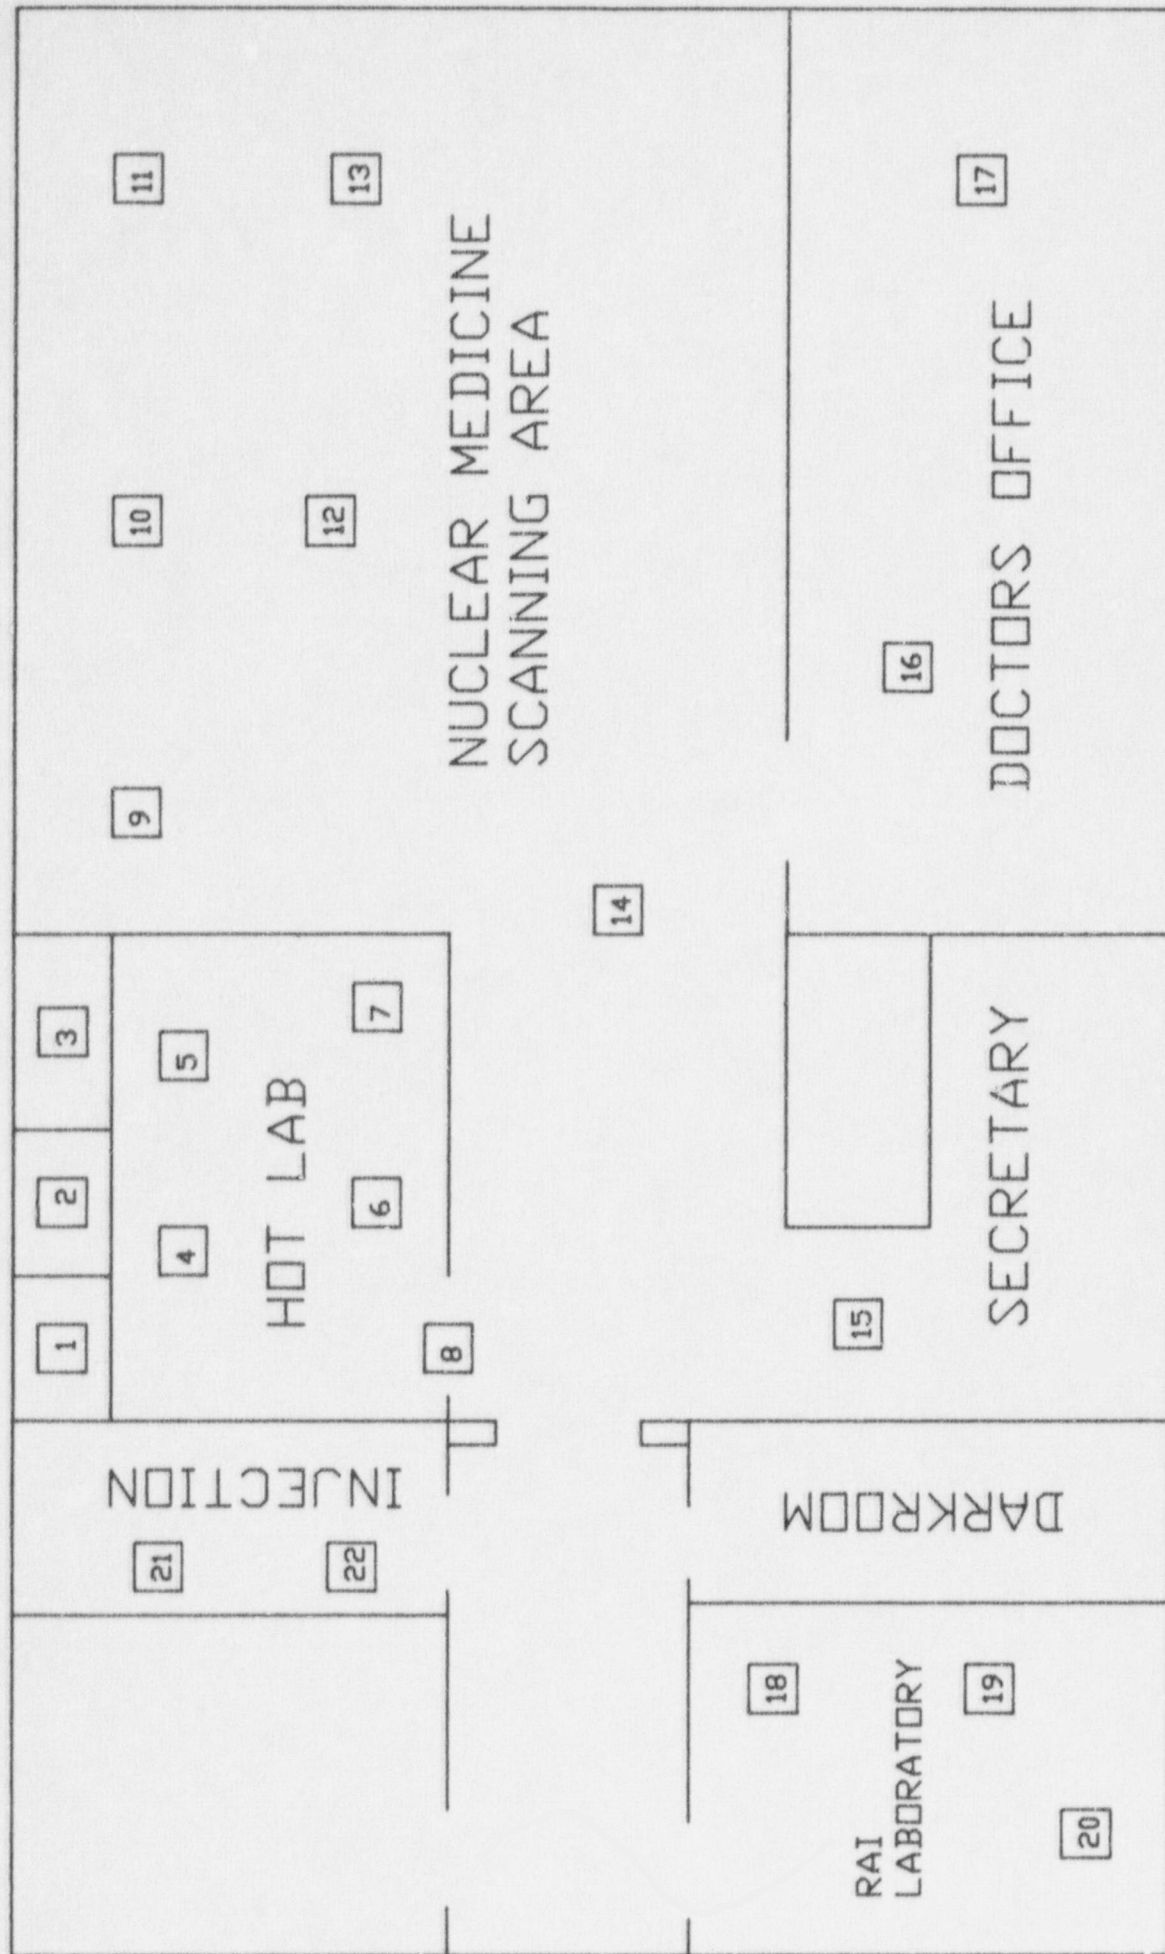 1
2
3
4
5
HOT LAB
6
7
8
INJECTION
21
22
9
10
11
12
13
NUCLEAR MEDICINE
SCANNING AREA
14
15
SECRETARY
16
17
DOCTORS OFFICE
DARKROOM
18
RAI
LABORATORY
19
20